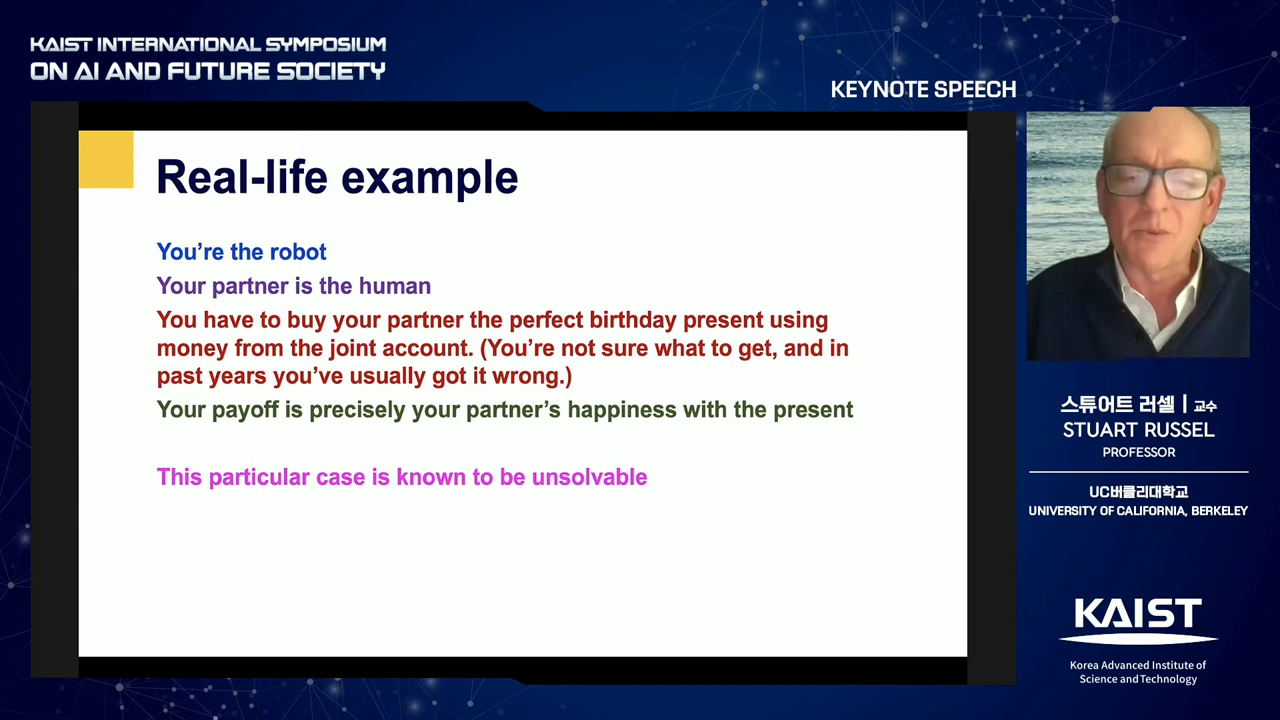 KAIST INTERNATIONAL SYMPOSIUM
ON AI AND FUTURE SOCIETY
KEYNOTE SPEECH
Real-life example
You’re the robot
Your partner is the human
You have to buy your partner the perfect birthday present using
money from the joint account. (You’re not sure what to get, and in
past years you’ve usually got it wrong.)
Your payoff is precisely your partner’s happiness with the present
This particular case is known to be unsolvable
스튜어트 러셀 | 교수
STUART RUSSEL
PROFESSOR
UC버클리대학교
UNIVERSITY OF CALIFORNIA, BERKELEY
KAIST
Korea Advanced Institute of
Science and Technology